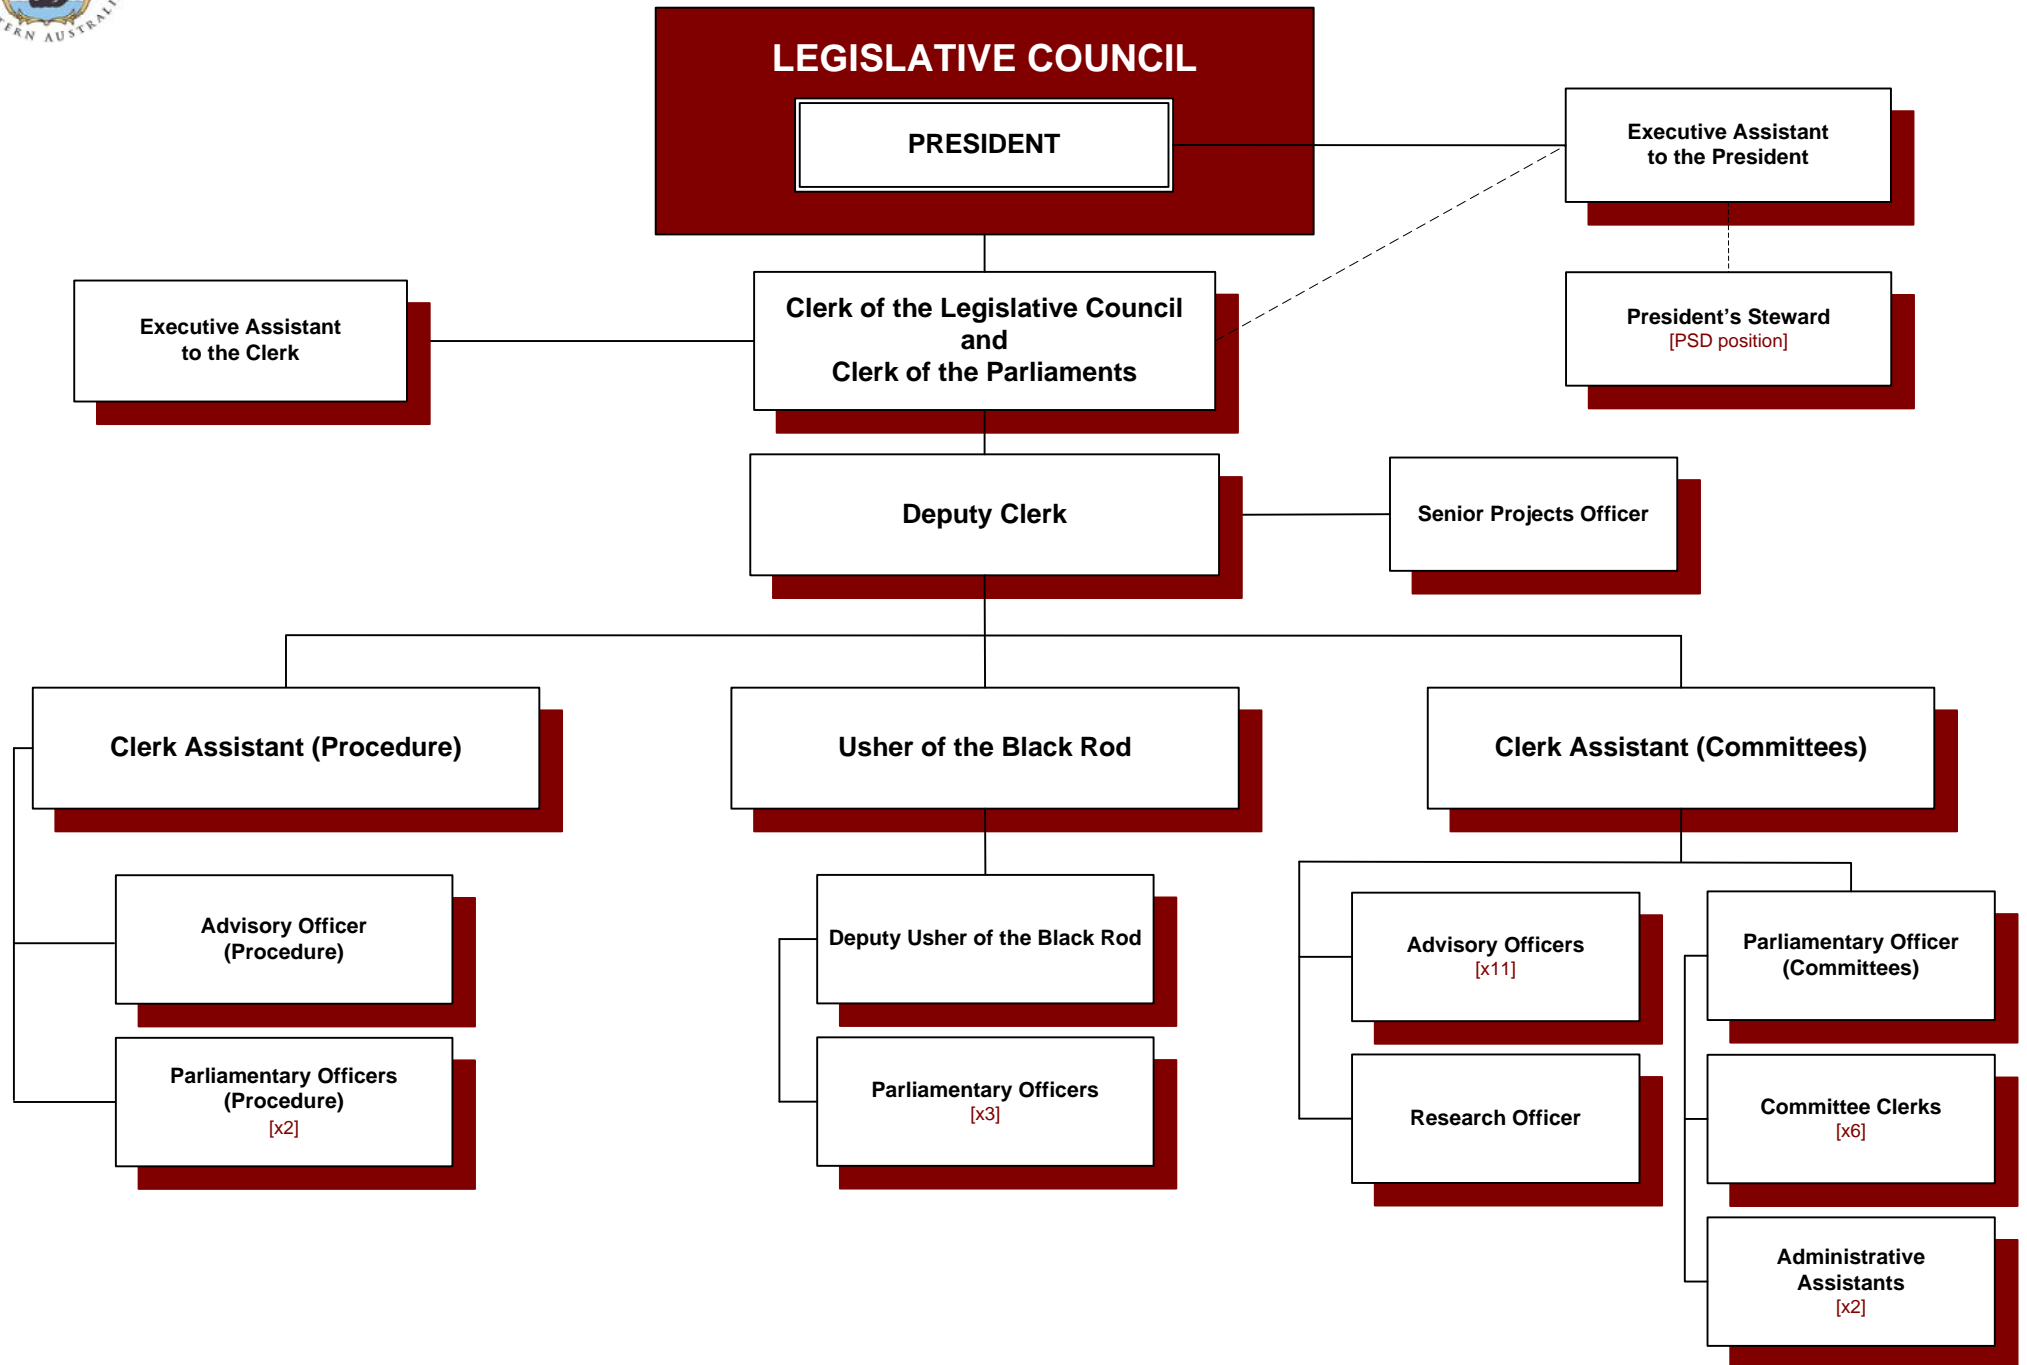 TERN AUSTRALI
LEGISLATIVE COUNCIL
PRESIDENT
Executive Assistant
to the President
Executive Assistant
to the Clerk
Clerk of the Legislative Council
and
Clerk of the Parliaments
President’s Steward
[PSD position]
Deputy Clerk
Senior Projects Officer
Clerk Assistant (Procedure)
Usher of the Black Rod
Clerk Assistant (Committees)
Advisory Officer
(Procedure)
Parliamentary Officers
(Procedure)
[x2]
Deputy Usher of the Black Rod
Parliamentary Officers
[x3]
Advisory Officers
[x11]
Research Officer
Parliamentary Officer
(Committees)
Committee Clerks
[x6]
Administrative
Assistants
[x2]